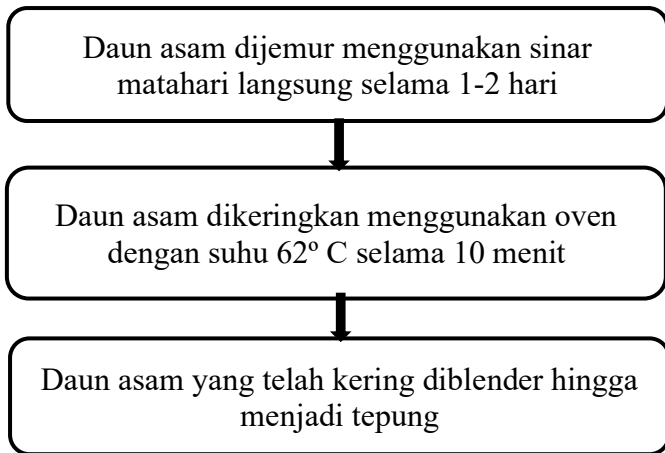 Daun asam dijemur menggunakan sinar
matahari langsung selama 1-2 hari
Daun asam dikeringkan menggunakan oven
dengan suhu 62º C selama 10 menit
Daun asam yang telah kering diblender hingga
menjadi tepung